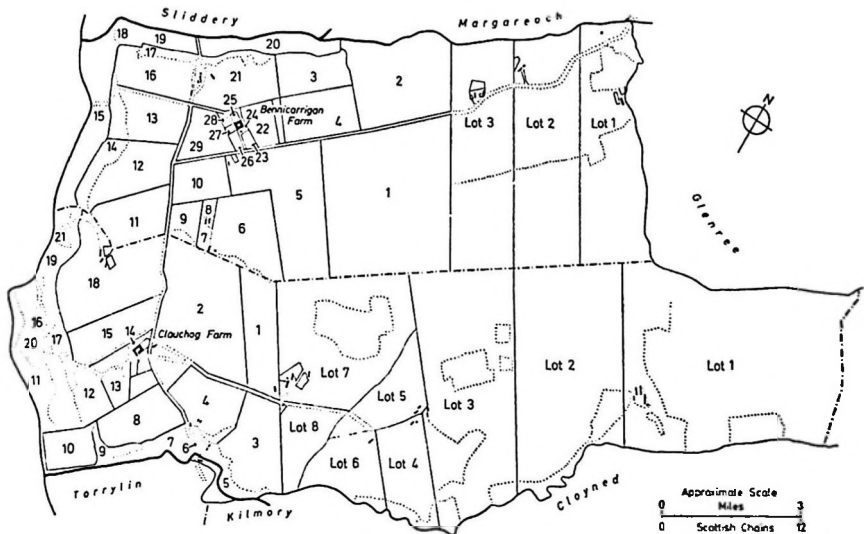 Sliddery
Margareoch
18
19
20
17
16
21
3
2
25
Bennicarrigan
Farm
24
28
27
22
4
Lot 3
Lot 2
Lot 1
15
13
29
26
23
14
12
10
5
1
N
Glenree
11
9
8
7
6
21
19
18
2
1
16
20
17
15
14
Clauchog Farm
Lot 7
Lot 5
Lot 3
Lot 2
Lot 1
11
12
13
4
8
Lot 8
3
10
9
7
6
5
Lot 6
Lot 4
Torrylin
Kilmory
Cloyned
Approximate Scale
0 Miles 3
0 Scottish Chains 12